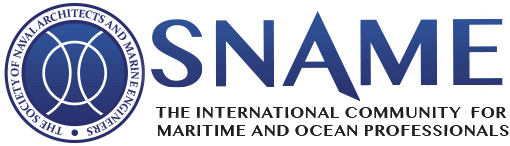 THE SOCIETY OF NAVAL ARCHITECTS AND MARINE ENGINEERS
SNAME
THE INTERNATIONAL COMMUNITY FOR
MARITIME AND OCEAN PROFESSIONALS